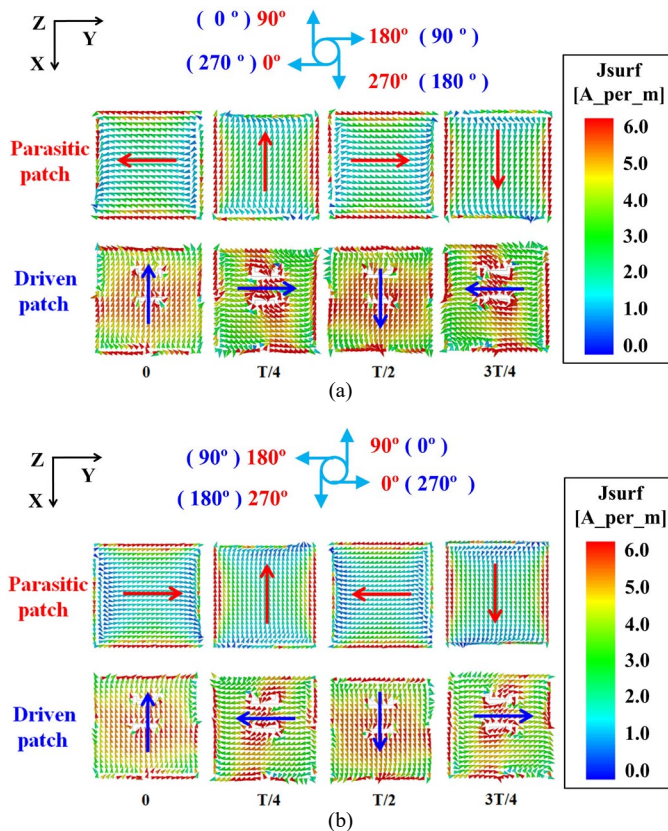 Z Y
X
( 0 º ) 90º
180º ( 90 º )
(270 º ) 0º
270º (180 º )
Jsurf
[A_per_m]
6.0
5.0
4.0
3.0
2.0
1.0
0.0
Parasitic
patch
Driven
patch
0 T/4 T/2 3T/4
(a)
Z Y
X
(90º ) 180º
90º ( 0º )
0º ( 270º )
(180º ) 270º
Jsurf
[A_per_m]
6.0
5.0
4.0
3.0
2.0
1.0
0.0
Parasitic
patch
Driven
patch
0 T/4 T/2 3T/4
(b)